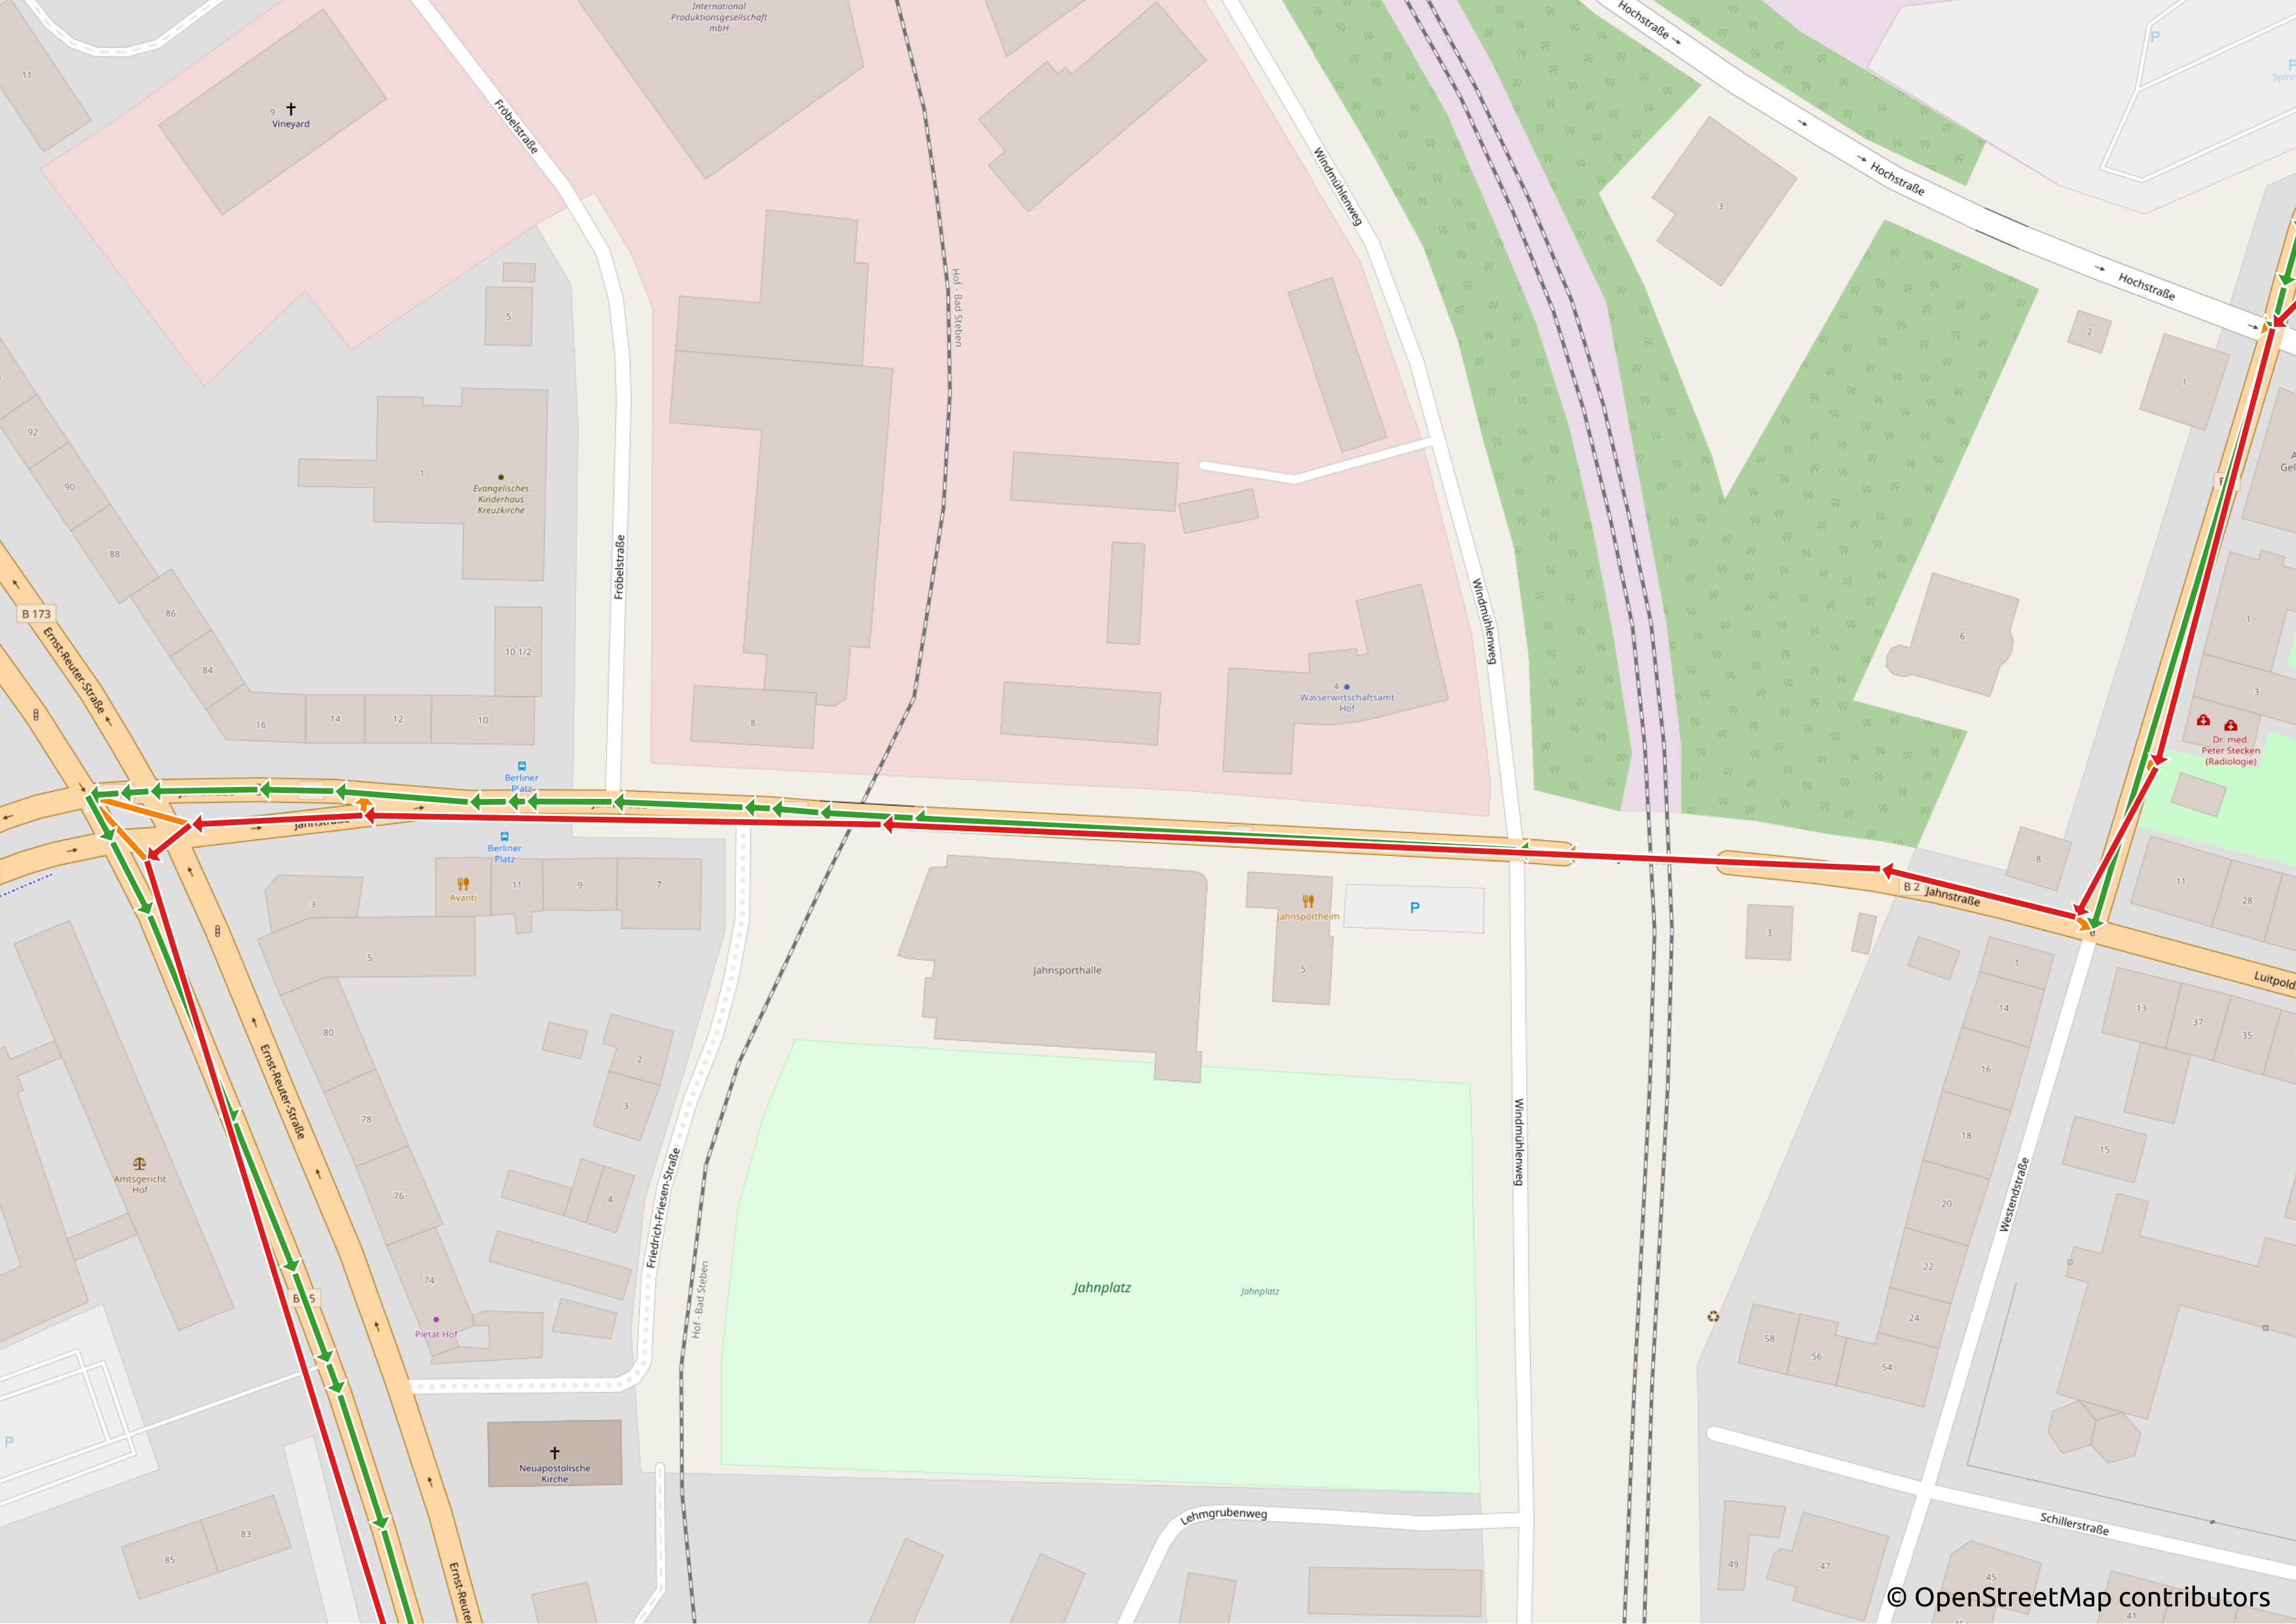 International
Produktionsgesellschaft
mbH
Hochstraße
P
P
11
9
Vineyard
Fröbelstraße
Windmühlenweg
3
Hochstraße
Hochstraße
Hof - Bad Steben
5
2
1
92
1
90
Evangelisches
Kinderhaus
Kreuzkirche
88
Fröbelstraße
B 173
86
Ernst-Reuter-Straße
10 1/2
84
Windmühlenweg
6
1
3
4
Wasserwirtschaftsamt
Hof
16
14
12
10
8
Dr. med.
Peter Stecken
(Radiologie)
Berliner
Platz
Jahnstraße
Berliner
Platz
8
B 2
Jahnstraße
11
28
3
Avanti
11
9
7
Jahnsportheim
P
3
5
Jahnsporthalle
5
1
14
13
37
35
80
2
16
Ernst-Reuter-Straße
3
78
18
15
Amtsgericht
Hof
76
4
Windmühlenweg
Friedrich-Friesen-Straße
20
Westendstraße
22
74
Jahnplatz
Jahnplatz
Hof - Bad Steben
24
Pietät Hof
58
56
54
P
Neuapostolische
Kirche
Lehmgrubenweg
Schillerstraße
83
85
49
47
45
41
© OpenStreetMap contributors